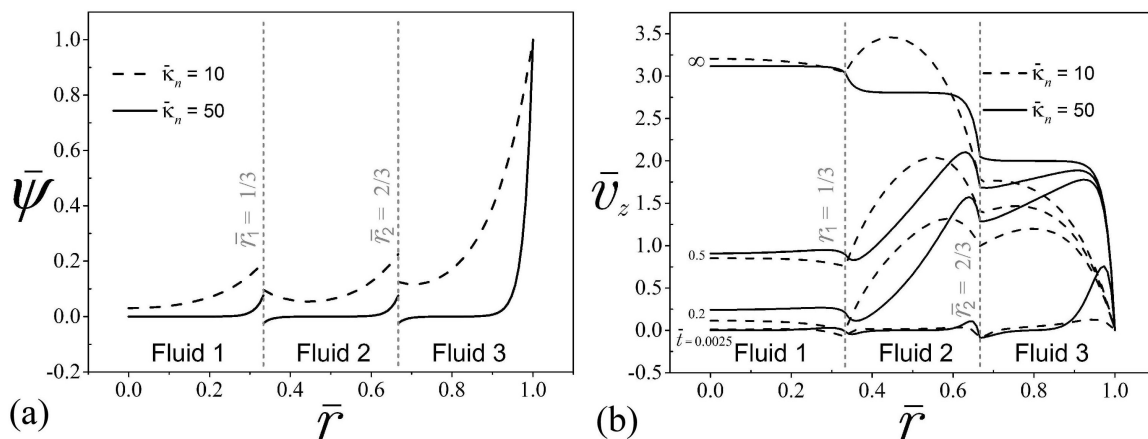 1.0
0.8
0.6
0.4
0.2
0.0
-0.2
ψ̄
κ̄ₙ = 10
κ̄ₙ = 50
r̄₁ = 1/3
r̄₂ = 2/3
Fluid 1
Fluid 2
Fluid 3
0.0 0.2 0.4 0.6 0.8 1.0
(a)
r̄
3.5
3.0
2.5
2.0
1.5
1.0
0.5
0.0
-0.5
v̄_z
∞
κ̄ₙ = 10
κ̄ₙ = 50
r̄₁ = 1/3
r̄₂ = 2/3
0.5
0.2
t̄ = 0.0025
Fluid 1
Fluid 2
Fluid 3
0.0 0.2 0.4 0.6 0.8 1.0
(b)
r̄